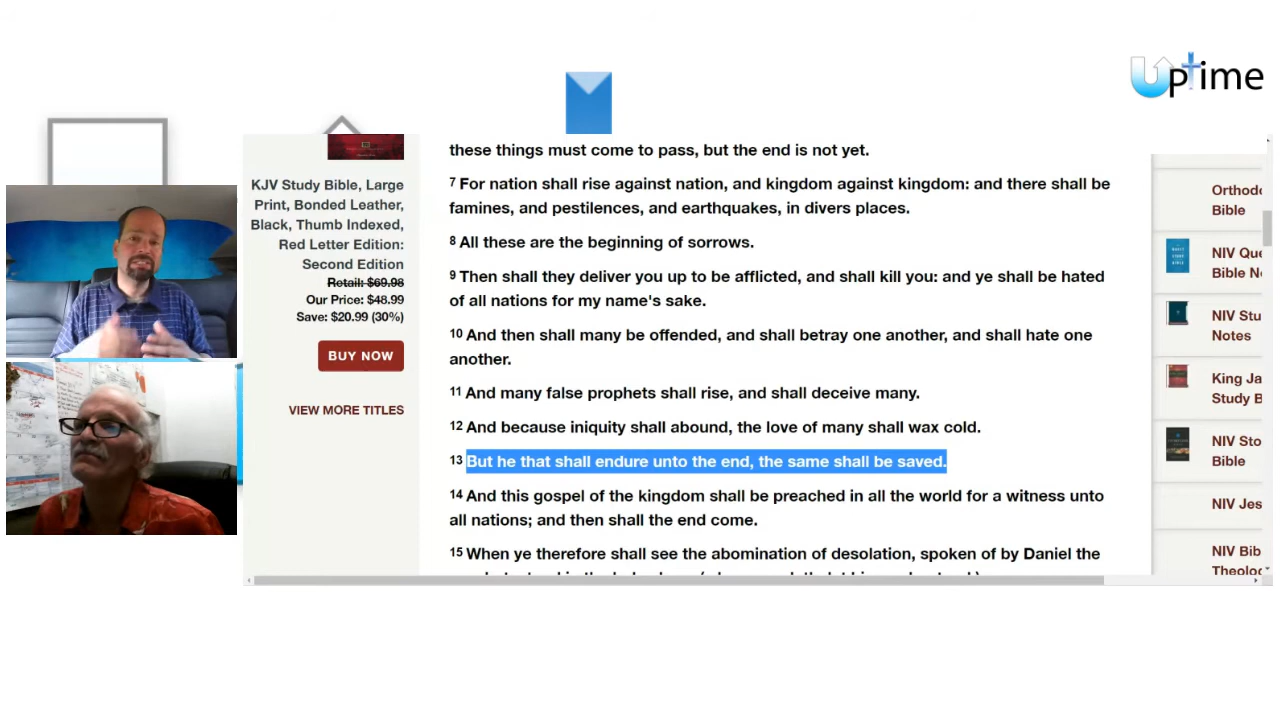 Uptime
these things must come to pass, but the end is not yet.
KJV Study Bible, Large
Print, Bonded Leather,
Black, Thumb Indexed,
Red Letter Edition:
Second Edition
Retail: $69.98
Our Price: $48.99
Save: $20.99 (30%)
BUY NOW
VIEW MORE TITLES
7 For nation shall rise against nation, and kingdom against kingdom: and there shall be
famines, and pestilences, and earthquakes, in divers places.
8 All these are the beginning of sorrows.
9 Then shall they deliver you up to be afflicted, and shall kill you: and ye shall be hated
of all nations for my name's sake.
10 And then shall many be offended, and shall betray one another, and shall hate one
another.
11 And many false prophets shall rise, and shall deceive many.
12 And because iniquity shall abound, the love of many shall wax cold.
13 But he that shall endure unto the end, the same shall be saved.
14 And this gospel of the kingdom shall be preached in all the world for a witness unto
all nations; and then shall the end come.
15 When ye therefore shall see the abomination of desolation, spoken of by Daniel the
Bible
NIV
Bible
NIV
Notes
King
Study
NIV
Bible
NIV
NIV